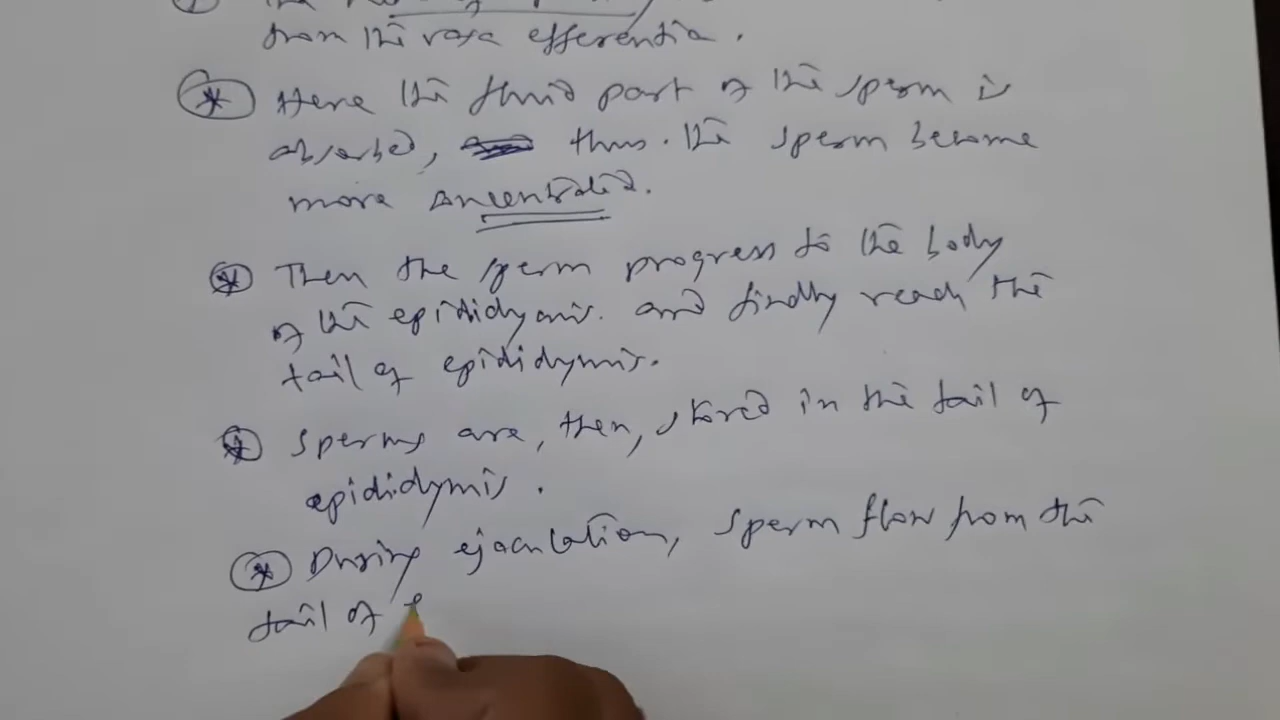 from the vasa efferentia.
* Here the fluid part of the sperm is
absorbed, thus. the sperm become
more concentrated.
* Then the sperm progress to the body
of the epididymis. and findly reach the
tail of epididymis.
* Sperms are, then, stored in the tail of
epididymis.
* During ejaculation, sperm flow from the
tail of e